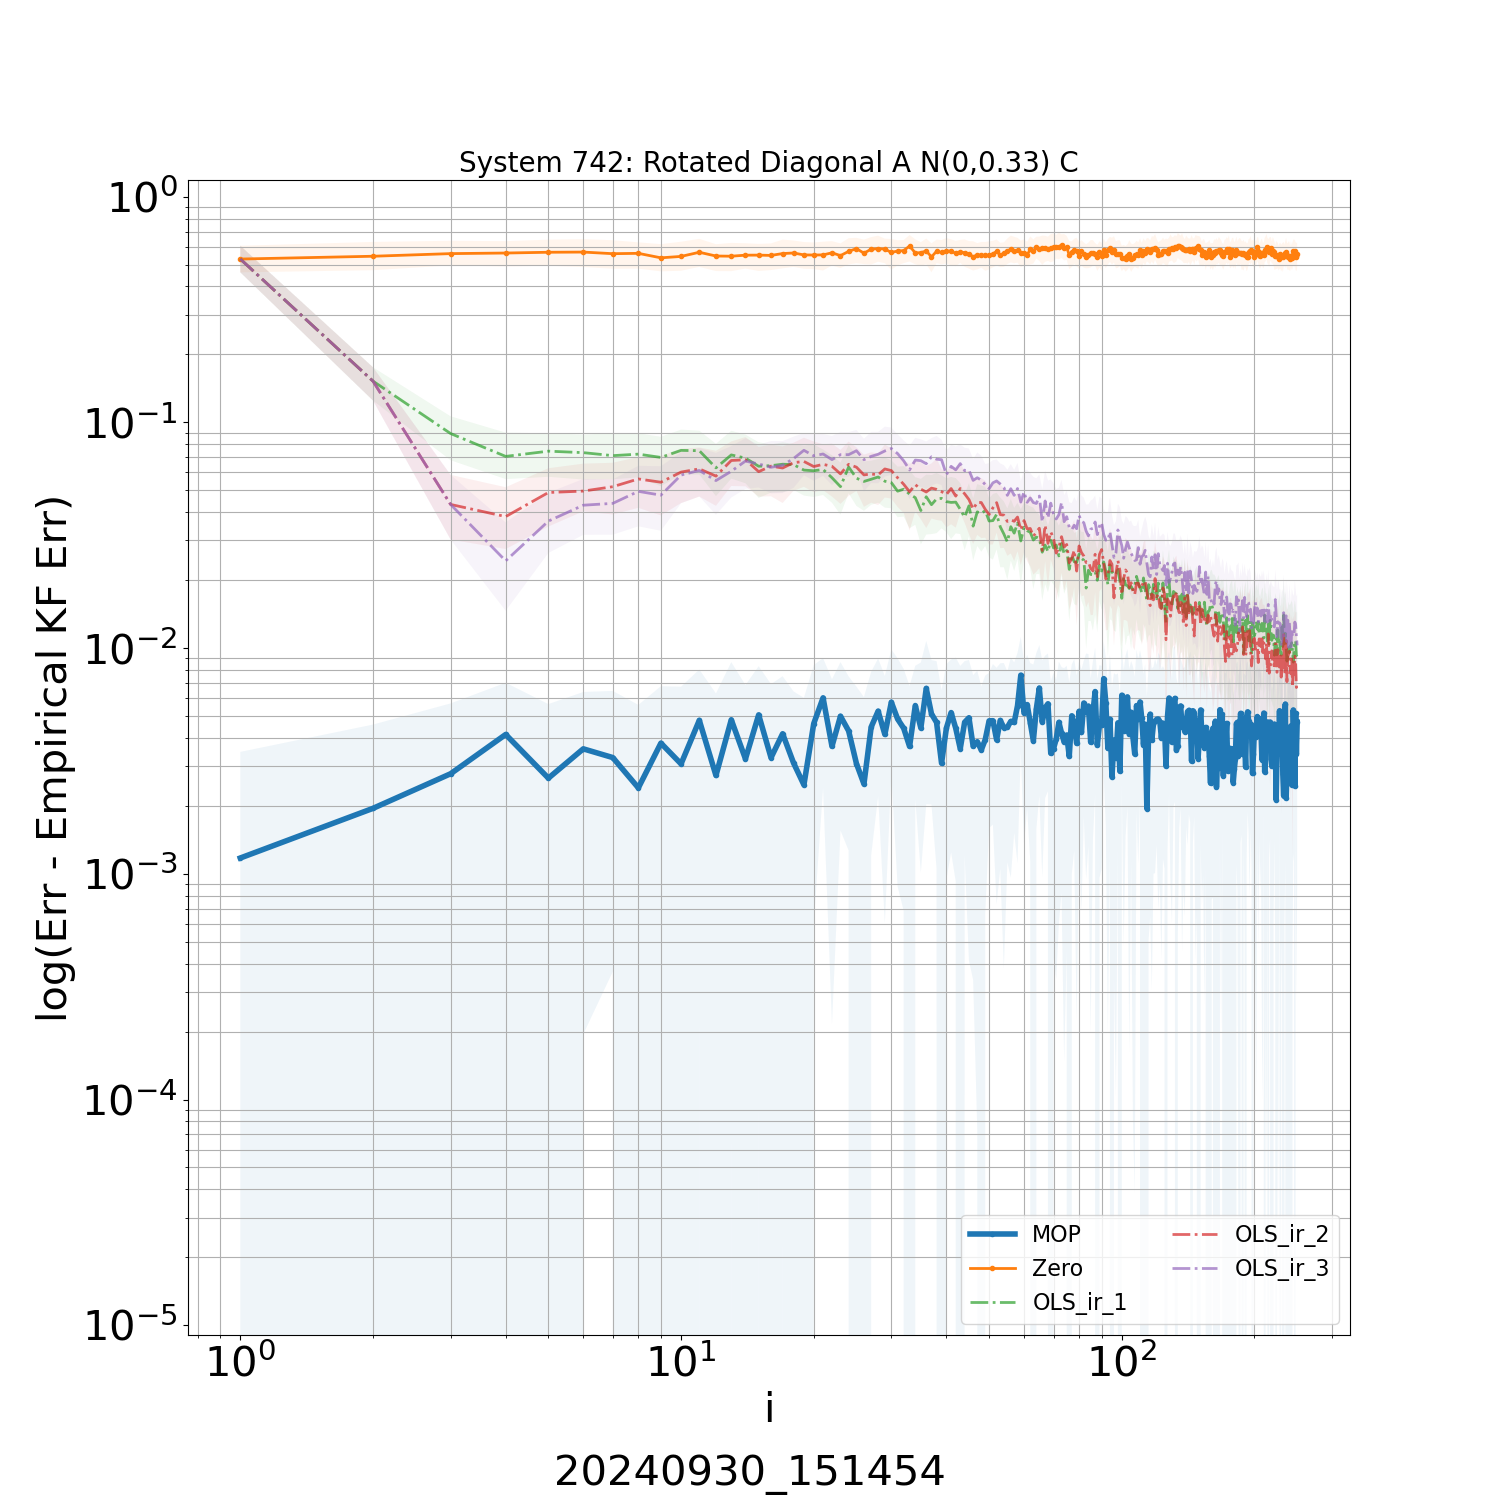 System 742: Rotated Diagonal A N(0,0.33) C
log(Err - Empirical KF Err)
10⁰
10⁻¹
10⁻²
10⁻³
10⁻⁴
10⁻⁵
MOP
Zero
OLS_ir_1
OLS_ir_2
OLS_ir_3
10⁰ 10¹ 10²
i
20240930_151454